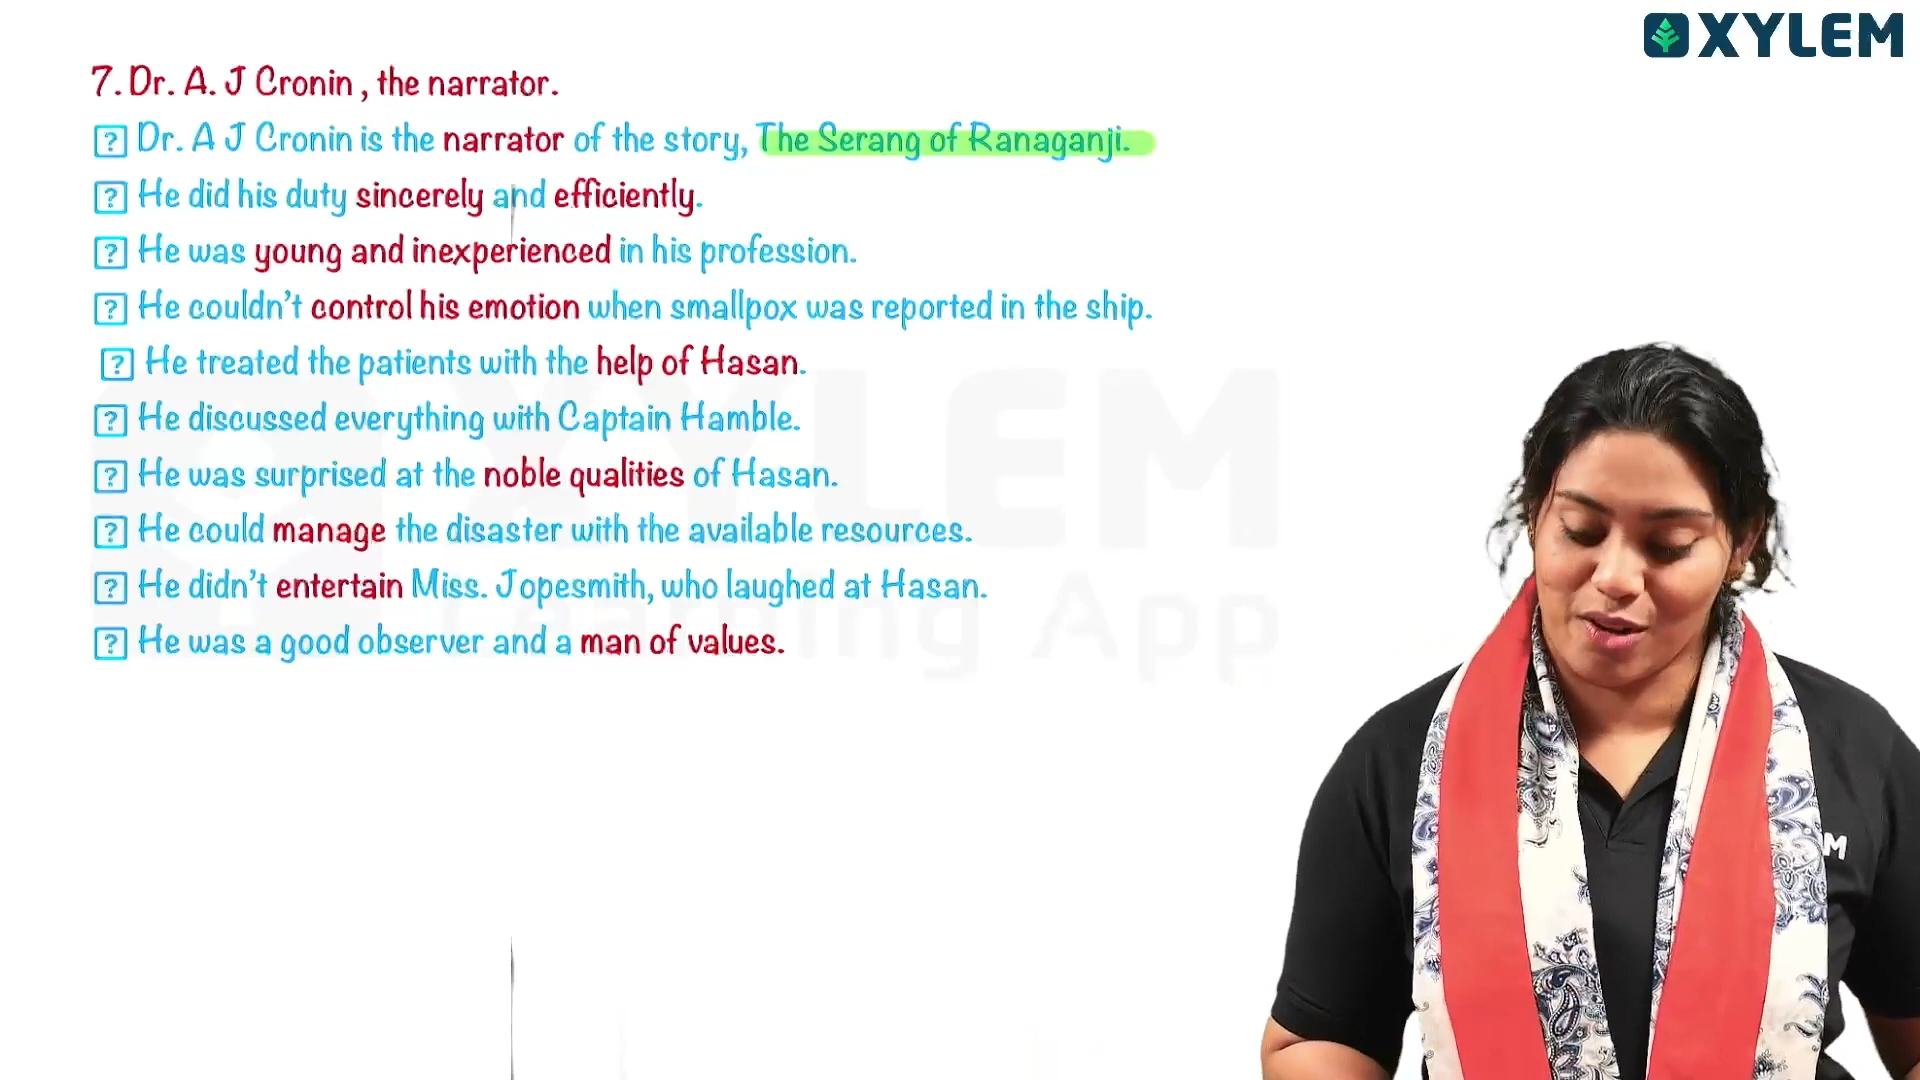 XYLEM
7. Dr. A. J Cronin , the narrator.
? Dr. A J Cronin is the narrator of the story, The Serang of Ranaganji.
? He did his duty sincerely and efficiently.
? He was young and inexperienced in his profession.
? He couldn't control his emotion when smallpox was reported in the ship.
? He treated the patients with the help of Hasan.
? He discussed everything with Captain Hamble.
? He was surprised at the noble qualities of Hasan.
? He could manage the disaster with the available resources.
? He didn't entertain Miss. Jopesmith, who laughed at Hasan.
? He was a good observer and a man of values.
XYLEM
Learning App
M